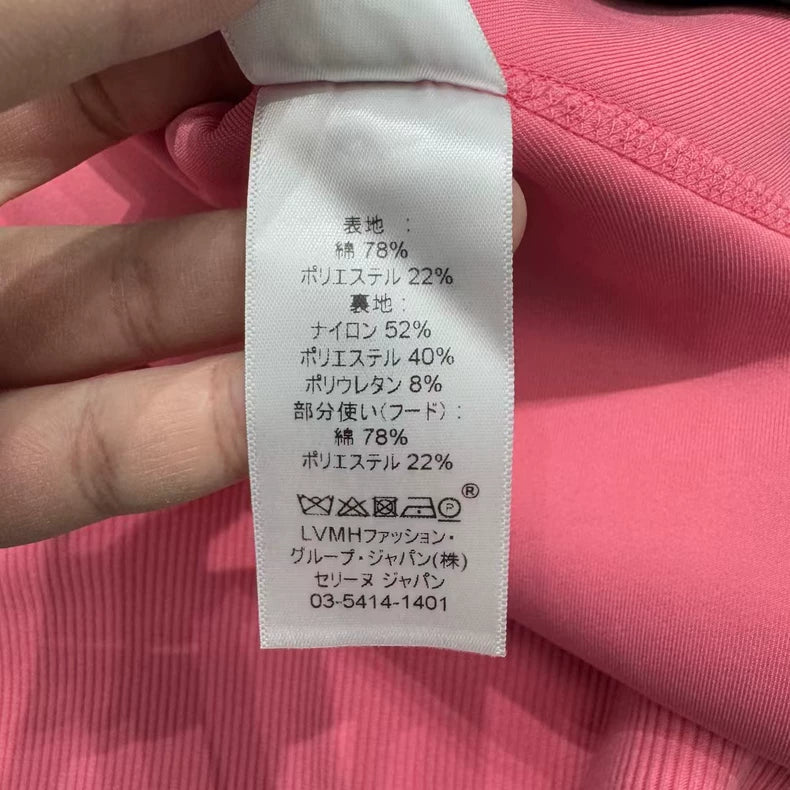 表地 :
綿 78%
ポリエステル 22%
裏地 :
ナイロン 52%
ポリエステル 40%
ポリウレタン 8%
部分使い(フード) :
綿 78%
ポリエステル 22%
P ®
LVMHファッション・
グループ・ジャパン(株)
セリーヌ ジャパン
03-5414-1401